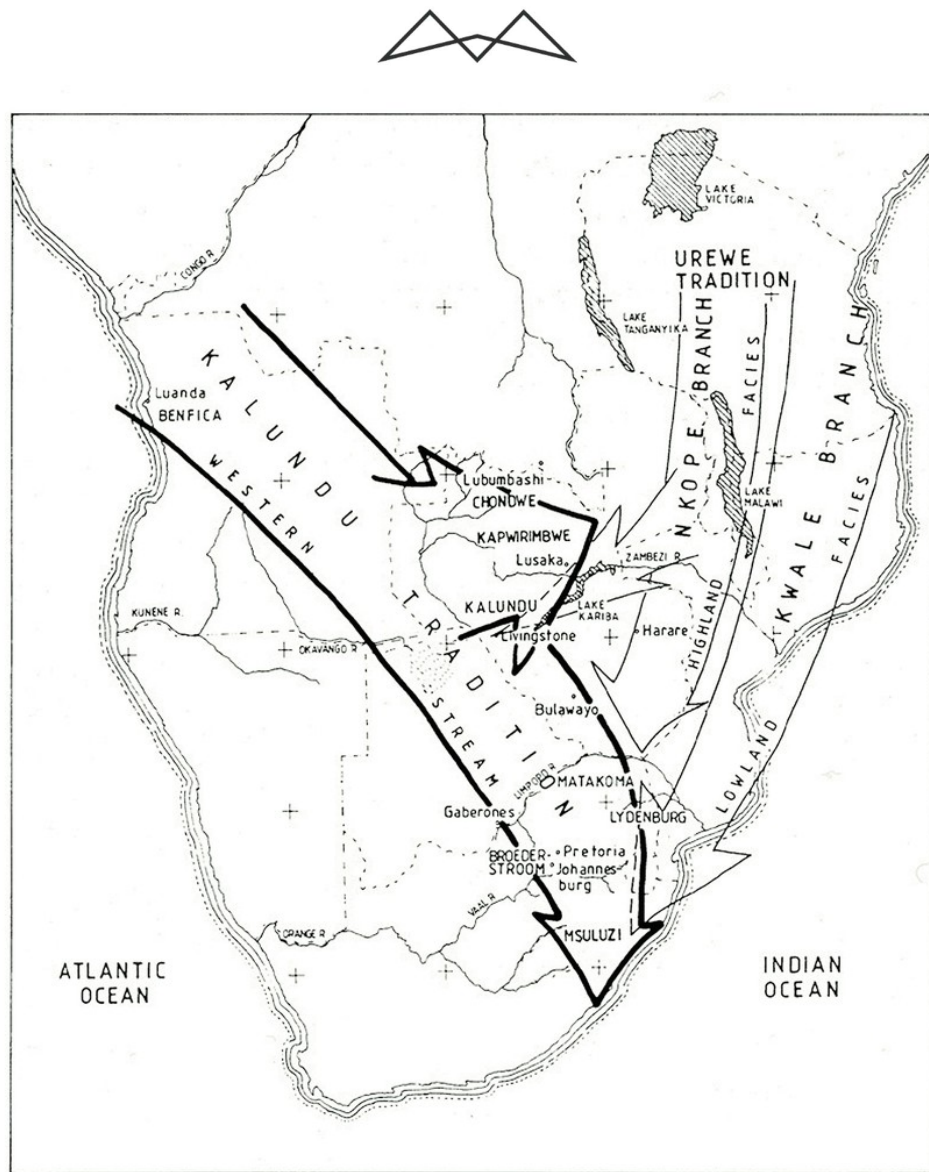 LAKE
VICTORIA
UREWE
TRADITION
CONGO R.
LAKE
TANGANYIKA
NKOPE BRANCH
FACIES
KWALE BRANCH
FACIES
KALUNDU
TRADITION
Luanda
BENFICA
WESTERN
STREAM
Lubumbashi
CHONDWE
LAKE
MALAWI
KAPWIRIMBWE
Lusaka
ZAMBEZI R
KALUNDU
LAKE
KARIBA
Livingstone
Harare
HIGHLAND
KUNENE R.
OKAVANGO R
Bulawayo
LOWLAND
LIMPOPO R
MATAKOMA
Gaberones
LYDENBURG
BROEDER-
STROOM
Pretoria
Johannes-
burg
VAAL R
ORANGE R
MSULUZI
ATLANTIC
OCEAN
INDIAN
OCEAN